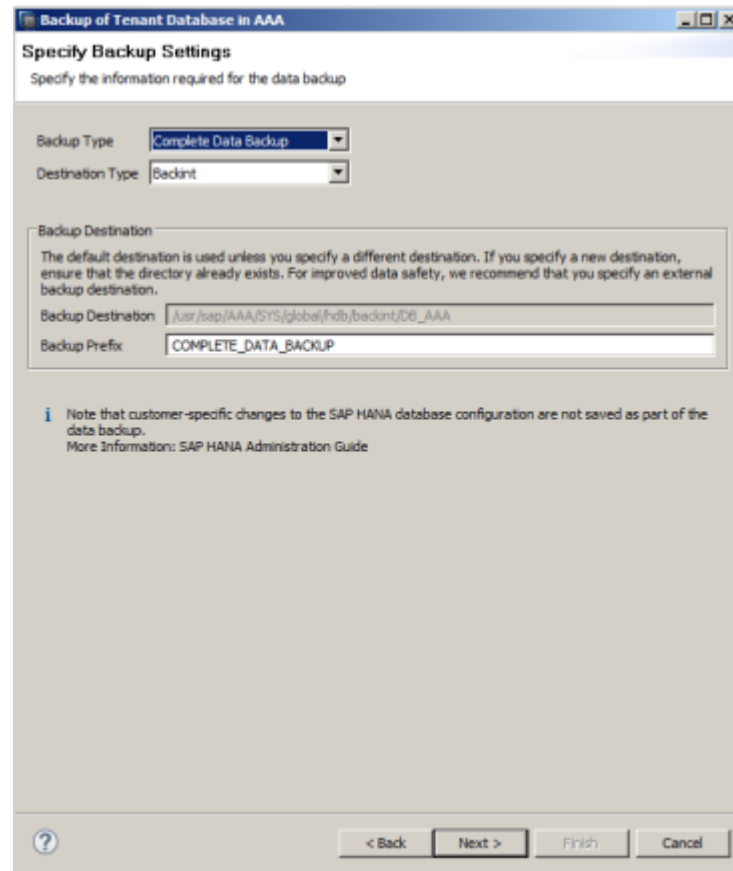 Backup of Tenant Database in AAA
Specify Backup Settings
Specify the information required for the data backup
Backup Type Complete Data Backup
Destination Type Backint
Backup Destination
The default destination is used unless you specify a different destination. If you specify a new destination,
ensure that the directory already exists. For improved data safety, we recommend that you specify an external
backup destination.
Backup Destination /usr/sap/AAA/SYS/global/hdb/backint/DB_AAA
Backup Prefix COMPLETE_DATA_BACKUP
i Note that customer-specific changes to the SAP HANA database configuration are not saved as part of the
data backup.
More Information: SAP HANA Administration Guide
? < Back Next > Finish Cancel